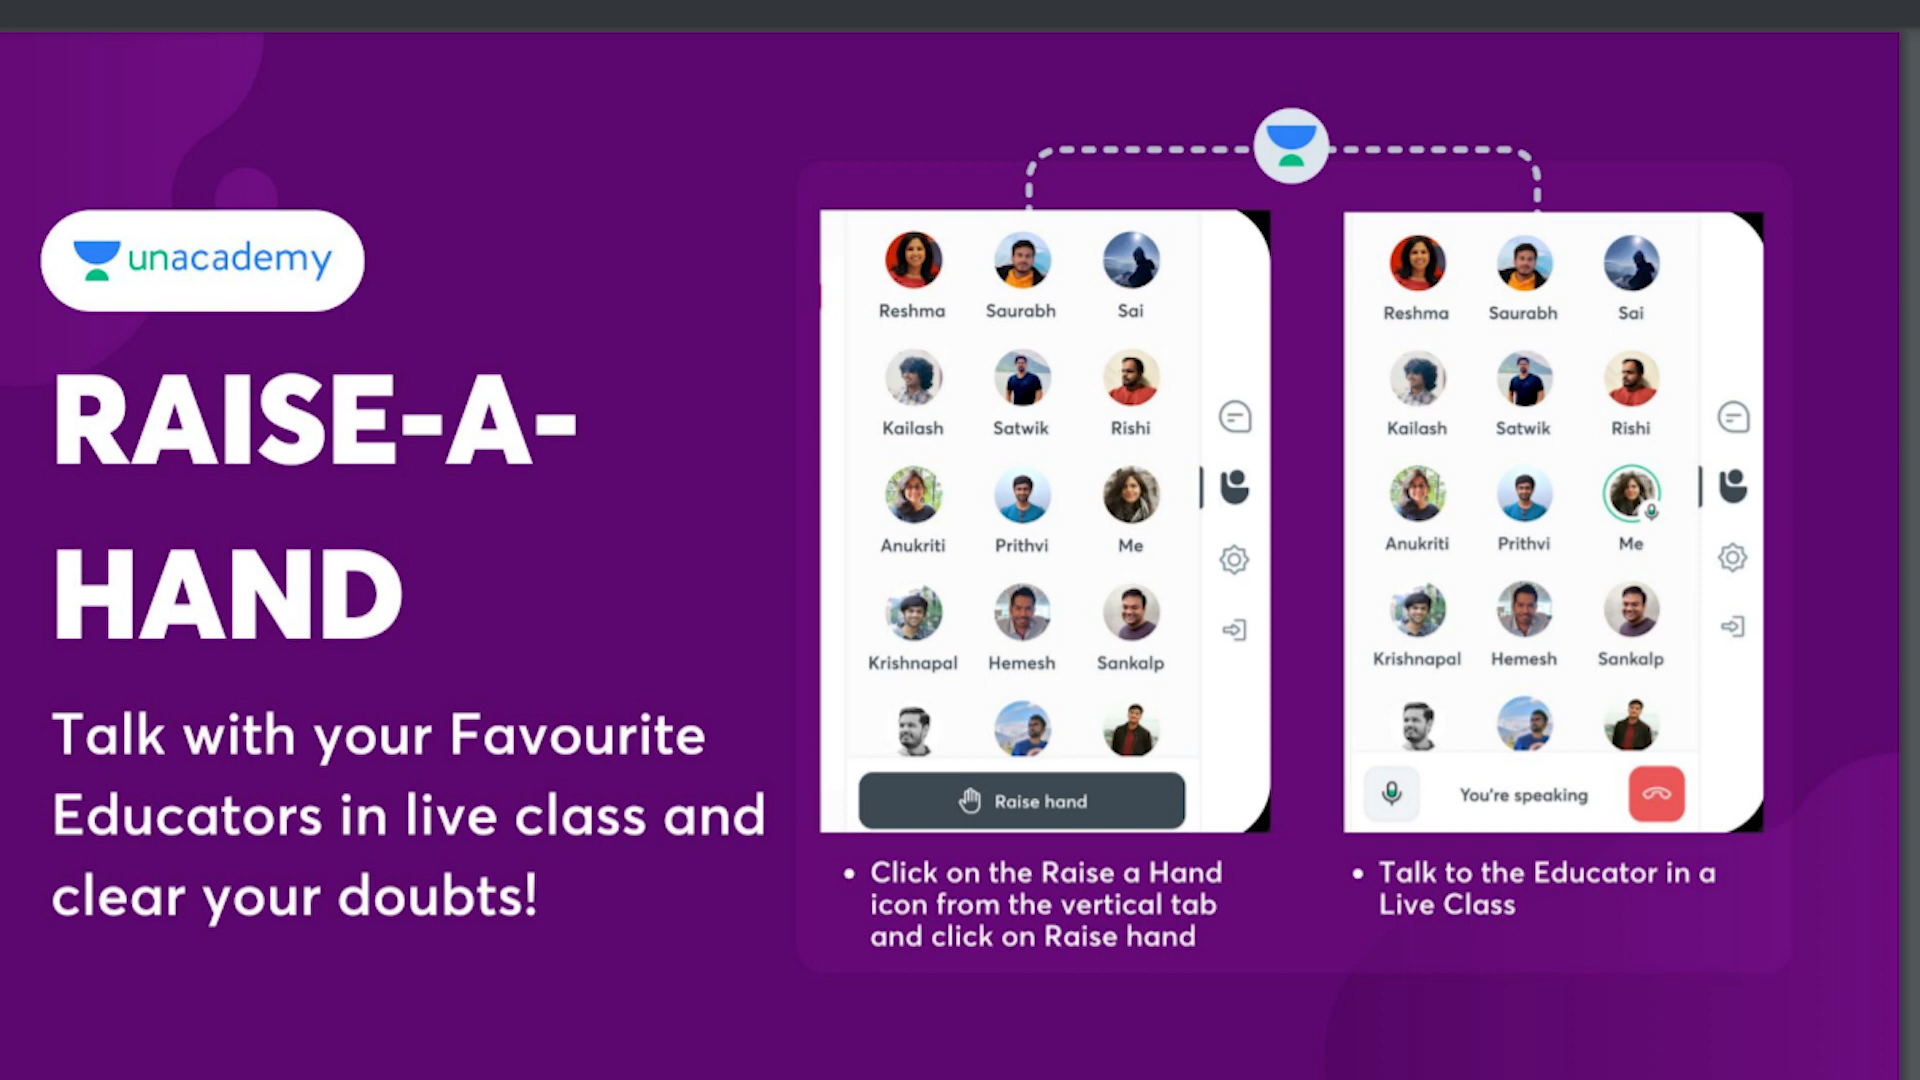 unacademy
RAISE-A-
HAND
Talk with your Favourite
Educators in live class and
clear your doubts!
Reshma Saurabh Sai
Kailash Satwik Rishi
Anukriti Prithvi Me
Krishnapal Hemesh Sankalp
Raise hand
• Click on the Raise a Hand
icon from the vertical tab
and click on Raise hand
Reshma Saurabh Sai
Kailash Satwik Rishi
Anukriti Prithvi Me
Krishnapal Hemesh Sankalp
You're speaking
• Talk to the Educator in a
Live Class